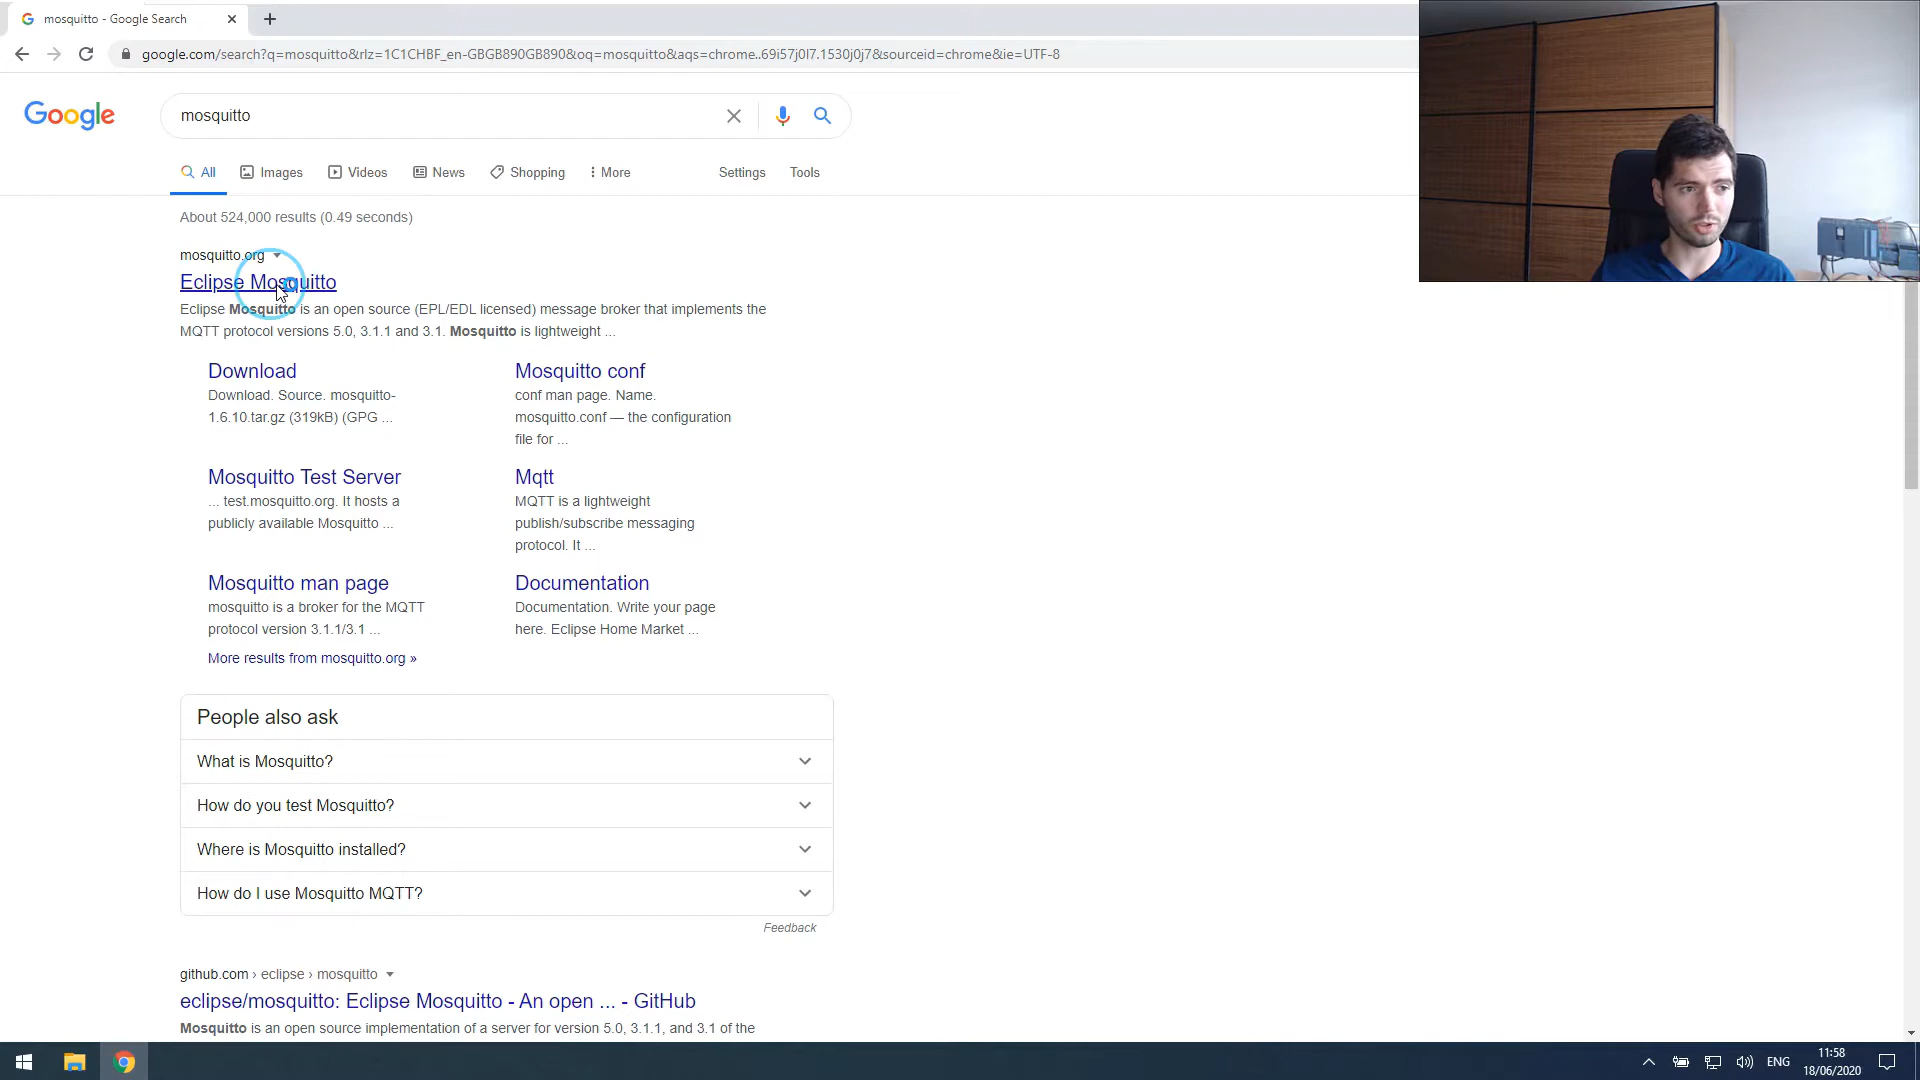 mosquitto - Google Search
google.com/search?q=mosquitto&rlz=1C1CHBF_en-GBGB890GB890&oq=mosquitto&aqs=chrome..69i57j0l7.1530j0j7&sourceid=chrome&ie=UTF-8
Google
mosquitto
All
Images
Videos
News
Shopping
More
Settings
Tools
About 524,000 results (0.49 seconds)
mosquitto.org
Eclipse Mosquitto
Eclipse Mosquitto is an open source (EPL/EDL licensed) message broker that implements the
MQTT protocol versions 5.0, 3.1.1 and 3.1. Mosquitto is lightweight ...
Download
Download. Source. mosquitto-
1.6.10.tar.gz (319kB) (GPG ...
Mosquitto conf
conf man page. Name.
mosquitto.conf — the configuration
file for ...
Mosquitto Test Server
... test.mosquitto.org. It hosts a
publicly available Mosquitto ...
Mqtt
MQTT is a lightweight
publish/subscribe messaging
protocol. It ...
Mosquitto man page
mosquitto is a broker for the MQTT
protocol version 3.1.1/3.1 ...
Documentation
Documentation. Write your page
here. Eclipse Home Market ...
More results from mosquitto.org »
People also ask
What is Mosquitto?
How do you test Mosquitto?
Where is Mosquitto installed?
How do I use Mosquitto MQTT?
Feedback
github.com › eclipse › mosquitto
eclipse/mosquitto: Eclipse Mosquitto - An open ... - GitHub
Mosquitto is an open source implementation of a server for version 5.0, 3.1.1, and 3.1 of the
ENG
11:58
18/06/2020